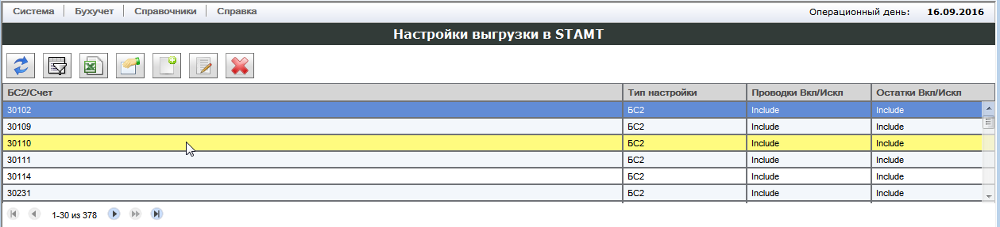 Система Бухучет Справочники Справка Операционный день: 16.09.2016
Настройки выгрузки в STAMT
БС2/Счет Тип настройки Проводки Вкл/Искл Остатки Вкл/Искл
30102 БС2 Include Include
30109 БС2 Include Include
30110 БС2 Include Include
30111 БС2 Include Include
30114 БС2 Include Include
30231 БС2 Include Include
1-30 из 378